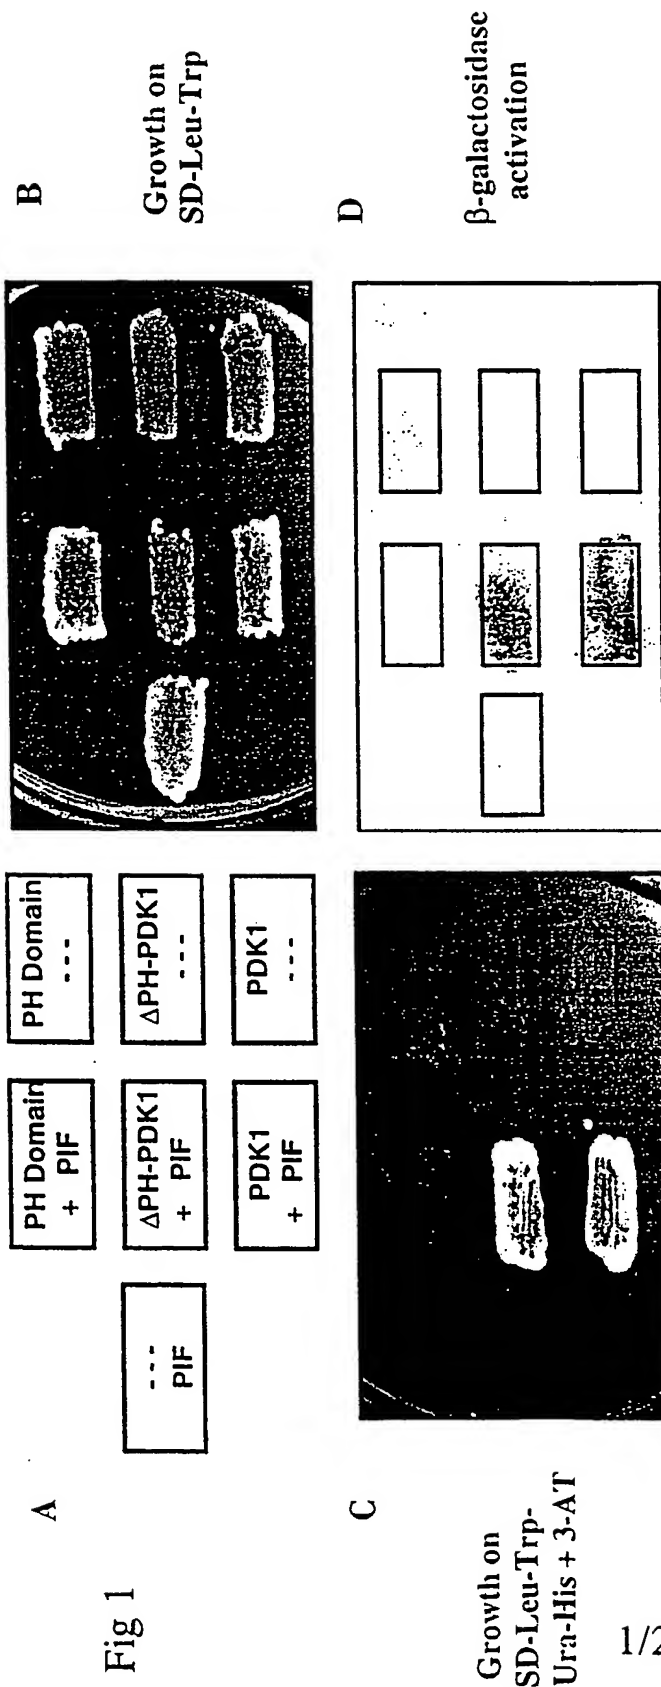 Fig 1
A
---
PIF
PH Domain
+ PIF
ΔPH-PDK1
+ PIF
PDK1
+ PIF
PH Domain
---
ΔPH-PDK1
---
PDK1
---
B
Growth on
SD-Leu-Trp
C
Growth on
SD-Leu-Trp-
Ura-His + 3-AT
D
β-galactosidase
activation
1/2